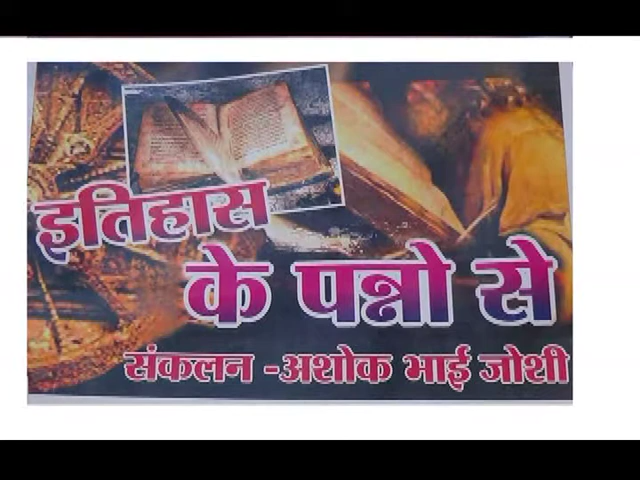 इतिहास
के पन्नो से
संकलन -अशोक भाई जोशी